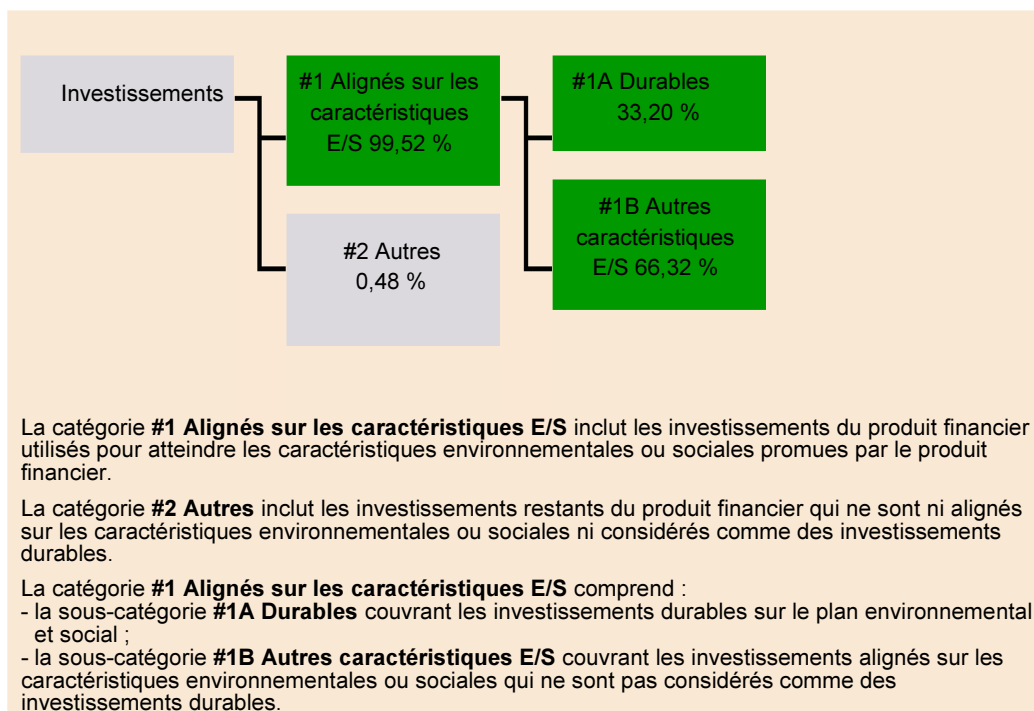 Investissements
#1 Alignés sur les
caractéristiques
E/S 99,52 %
#2 Autres
0,48 %
#1A Durables
33,20 %
#1B Autres
caractéristiques
E/S 66,32 %
La catégorie #1 Alignés sur les caractéristiques E/S inclut les investissements du produit financier
utilisés pour atteindre les caractéristiques environnementales ou sociales promues par le produit
financier.
La catégorie #2 Autres inclut les investissements restants du produit financier qui ne sont ni alignés
sur les caractéristiques environnementales ou sociales ni considérés comme des investissements
durables.
La catégorie #1 Alignés sur les caractéristiques E/S comprend :
- la sous-catégorie #1A Durables couvrant les investissements durables sur le plan environnemental
et social ;
- la sous-catégorie #1B Autres caractéristiques E/S couvrant les investissements alignés sur les
caractéristiques environnementales ou sociales qui ne sont pas considérés comme des
investissements durables.